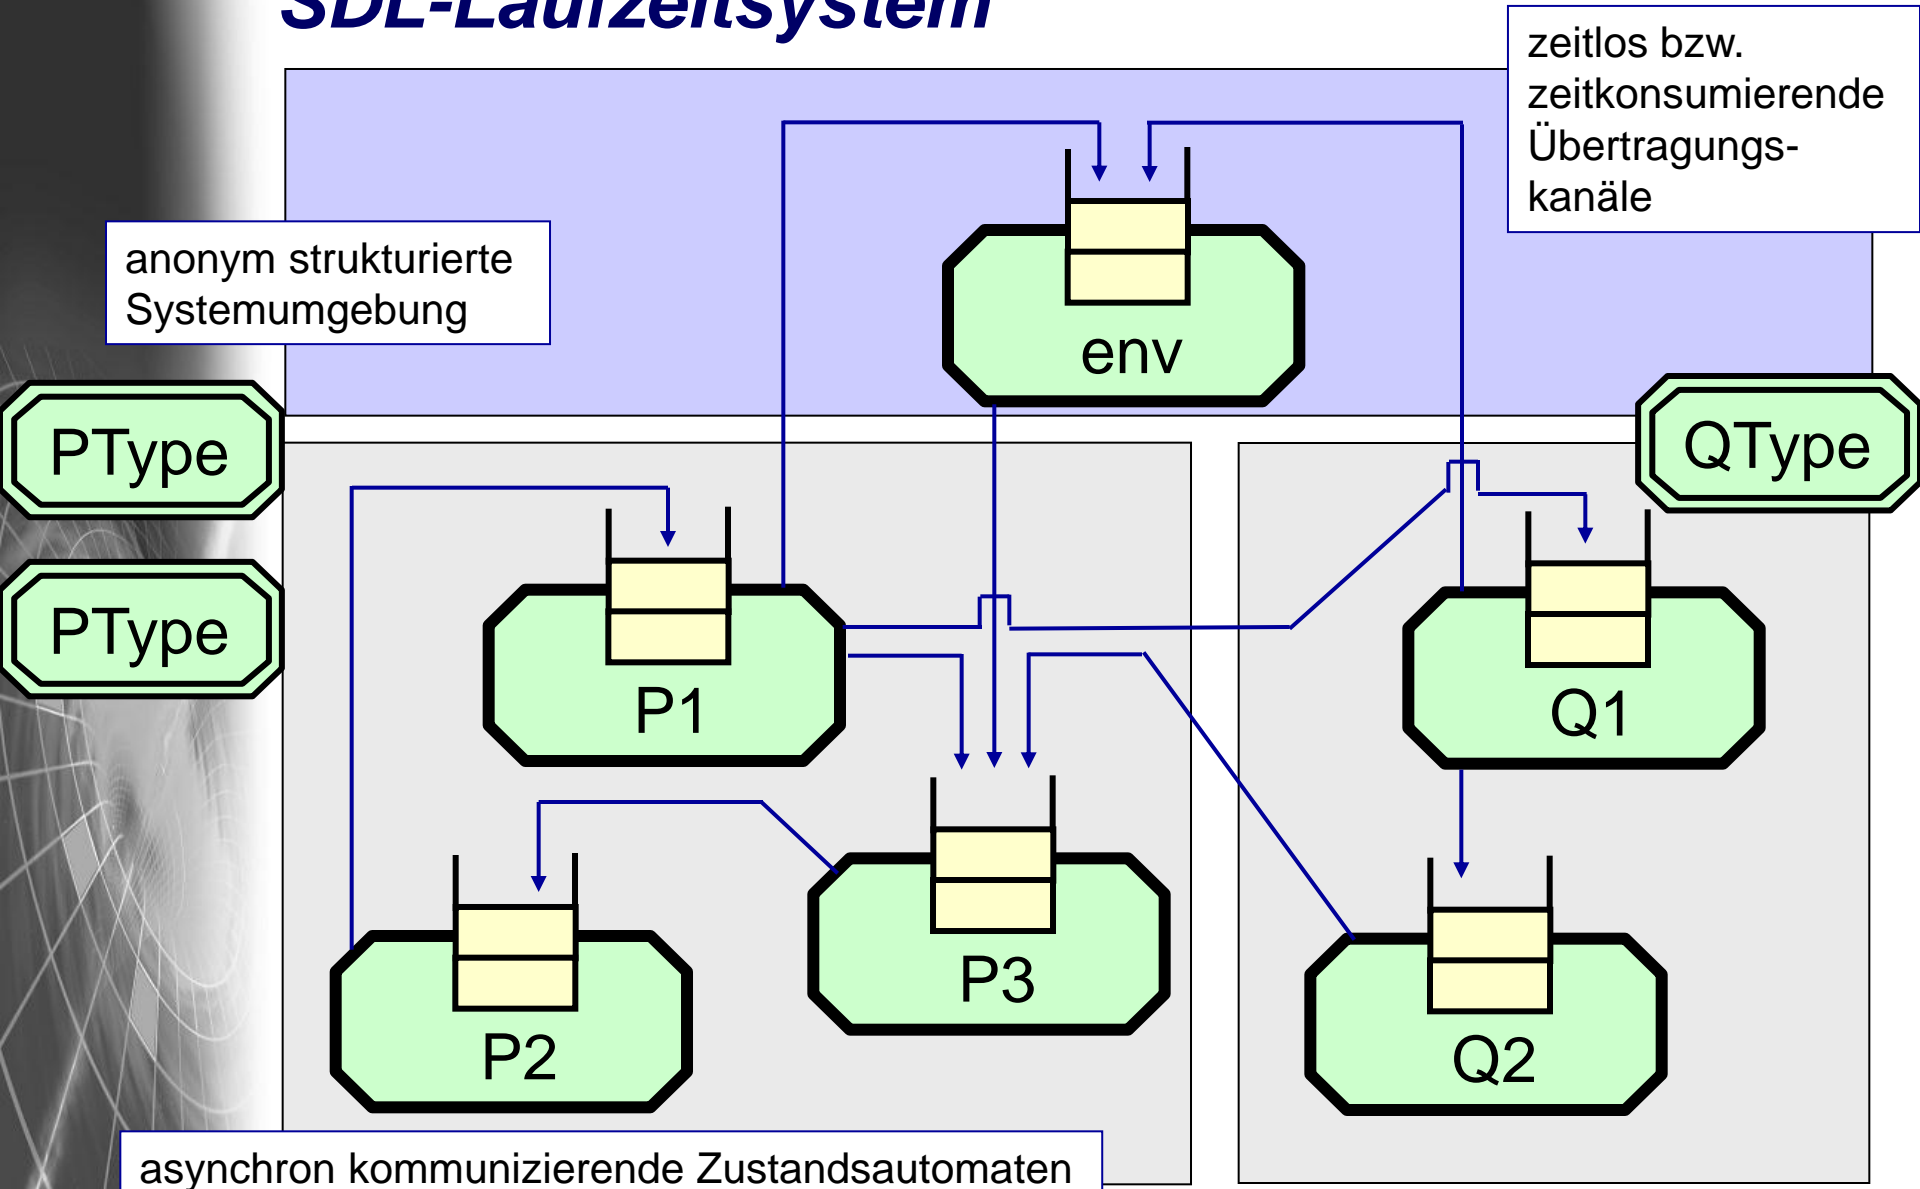 SDL-Laufzeitsystem
zeitlos bzw.
zeitkonsumierende
Übertragungs-
kanäle
anonym strukturierte
Systemumgebung
env
PType
QType
PType
P1
Q1
P3
P2
Q2
asynchron kommunizierende Zustandsautomaten